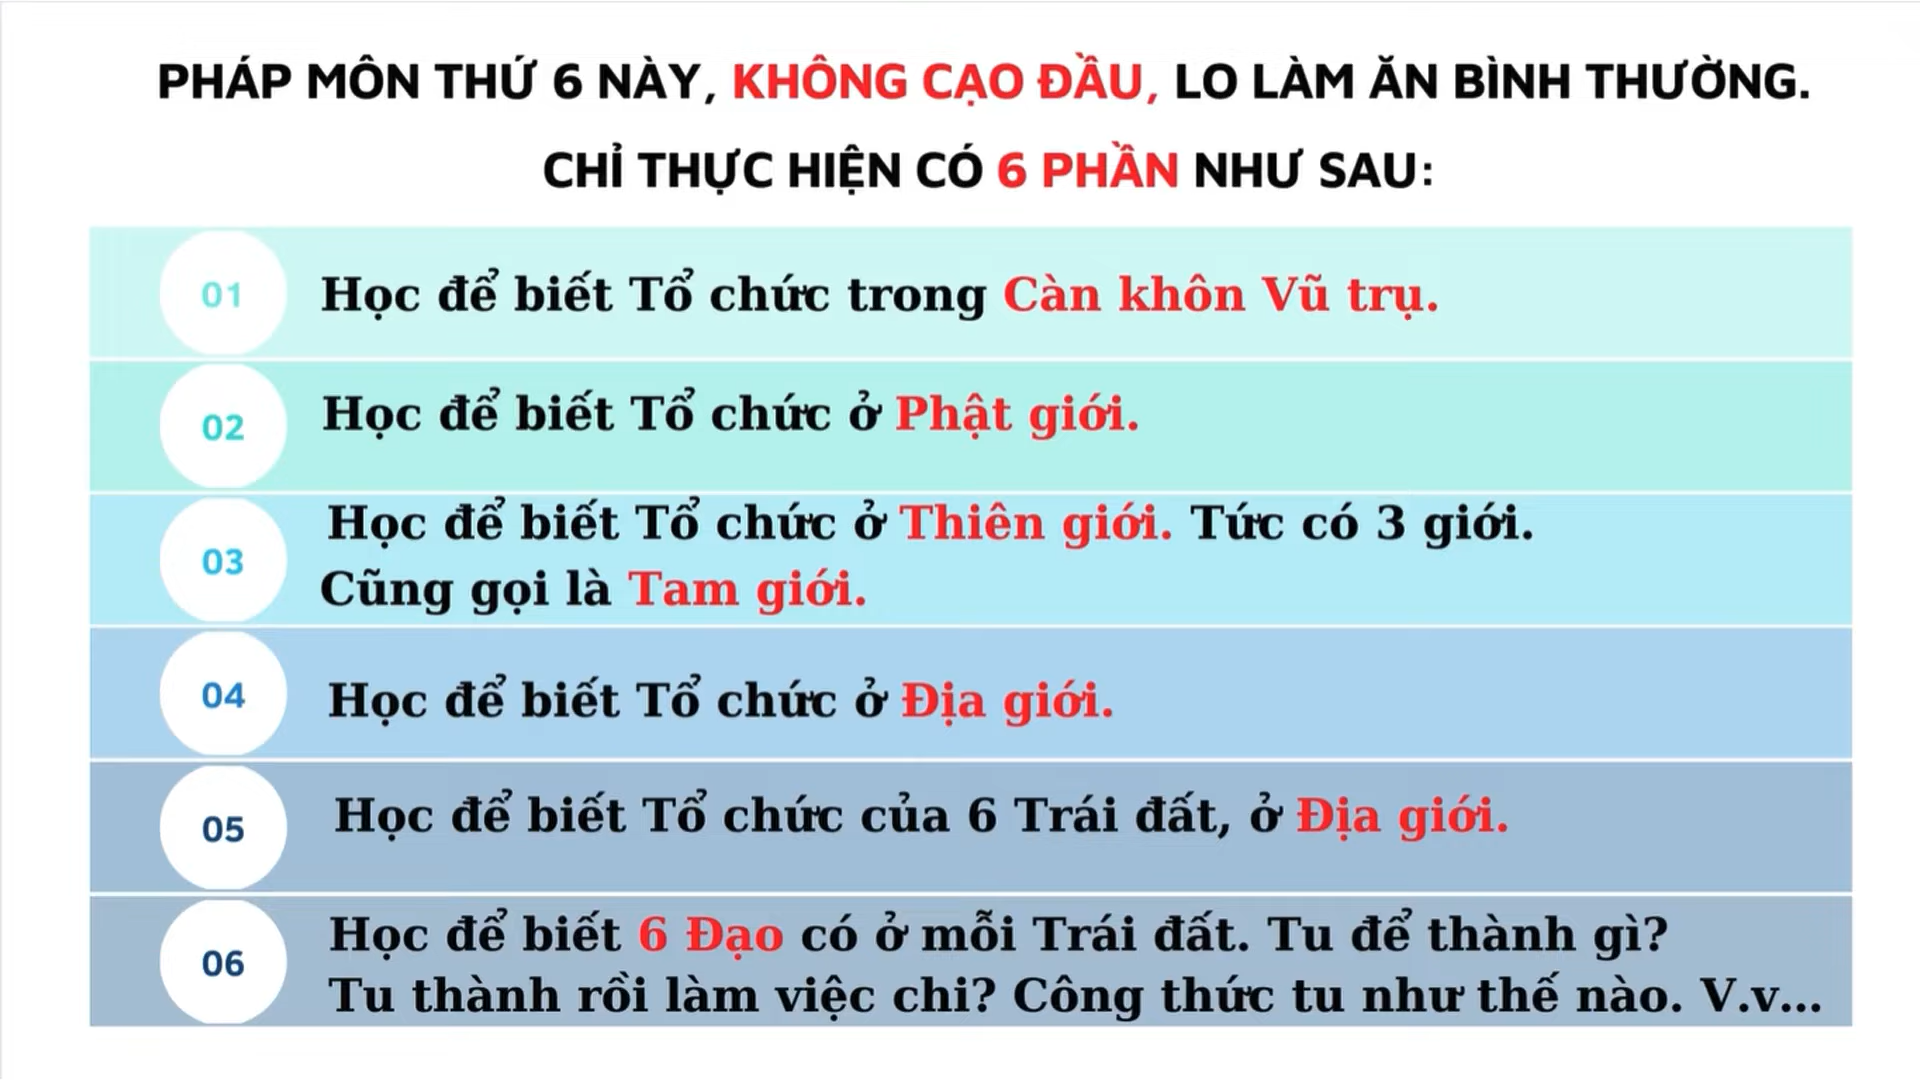 PHÁP MÔN THỨ 6 NÀY, KHÔNG CẠO ĐẦU, LO LÀM ĂN BÌNH THƯỜNG.
CHỈ THỰC HIỆN CÓ 6 PHẦN NHƯ SAU:
01 Học để biết Tổ chức trong Càn khôn Vũ trụ.
02 Học để biết Tổ chức ở Phật giới.
03 Học để biết Tổ chức ở Thiên giới. Tức có 3 giới.
Cũng gọi là Tam giới.
04 Học để biết Tổ chức ở Địa giới.
05 Học để biết Tổ chức của 6 Trái đất, ở Địa giới.
06 Học để biết 6 Đạo có ở mỗi Trái đất. Tu để thành gì?
Tu thành rồi làm việc chi? Công thức tu như thế nào. V.v...